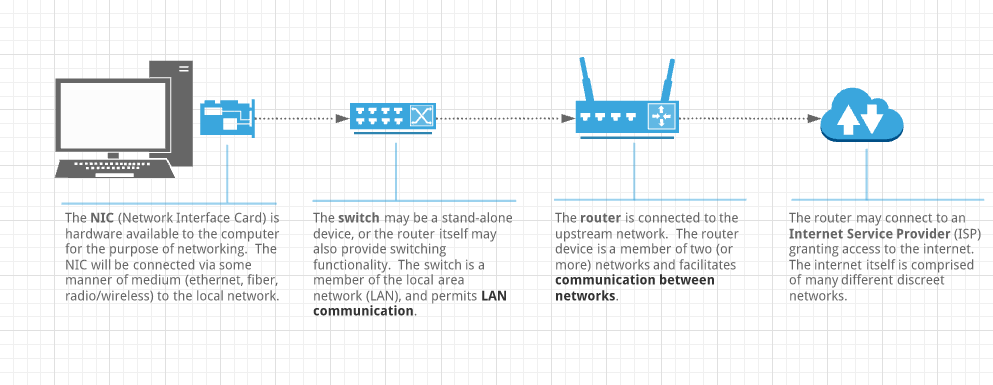 The NIC (Network Interface Card) is
hardware available to the computer
for the purpose of networking.  The
NIC will be connected via some
manner of medium (ethernet, fiber,
radio/wireless) to the local network.
The switch may be a stand-alone
device, or the router itself may
also provide switching
functionality.  The switch is a
member of the local area
network (LAN), and permits LAN
communication.
The router is connected to the
upstream network.  The router
device is a member of two (or
more) networks and facilitates
communication between
networks.
The router may connect to an
Internet Service Provider (ISP)
granting access to the internet.
The internet itself is comprised
of many different discreet
networks.